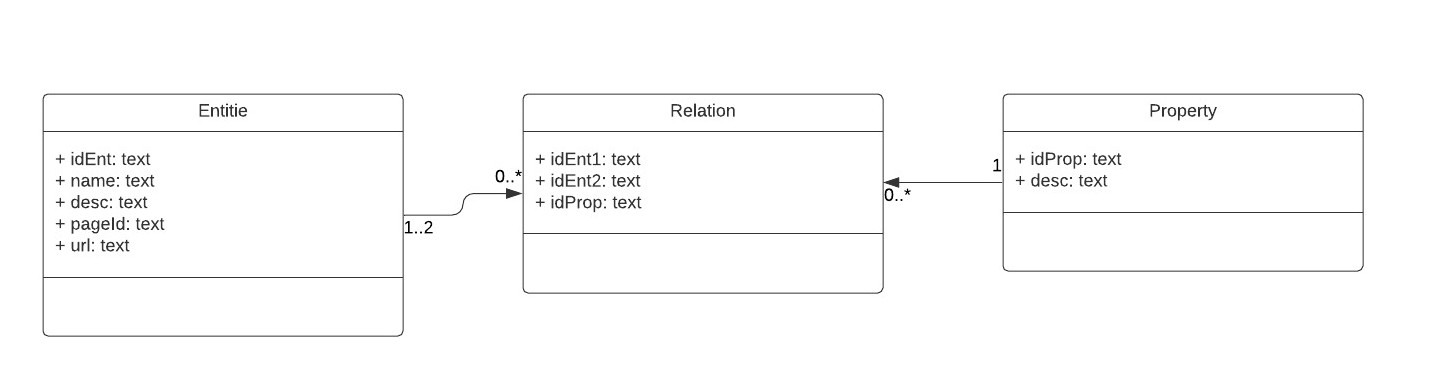 Entitie
+ idEnt: text
+ name: text
+ desc: text
+ pageId: text
+ url: text
1..2
0..*
Relation
+ idEnt1: text
+ idEnt2: text
+ idProp: text
0..*
1
Property
+ idProp: text
+ desc: text